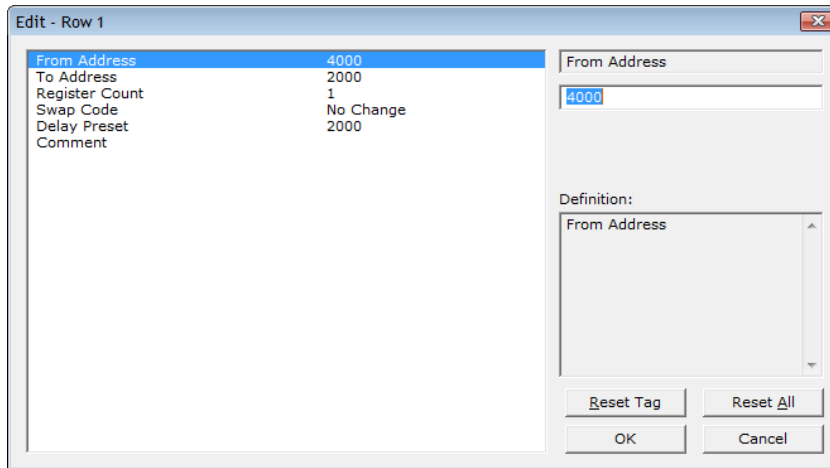 Edit - Row 1
From Address 4000
To Address 2000
Register Count 1
Swap Code No Change
Delay Preset 2000
Comment
From Address
4000
Definition:
From Address
Reset Tag Reset All
OK Cancel